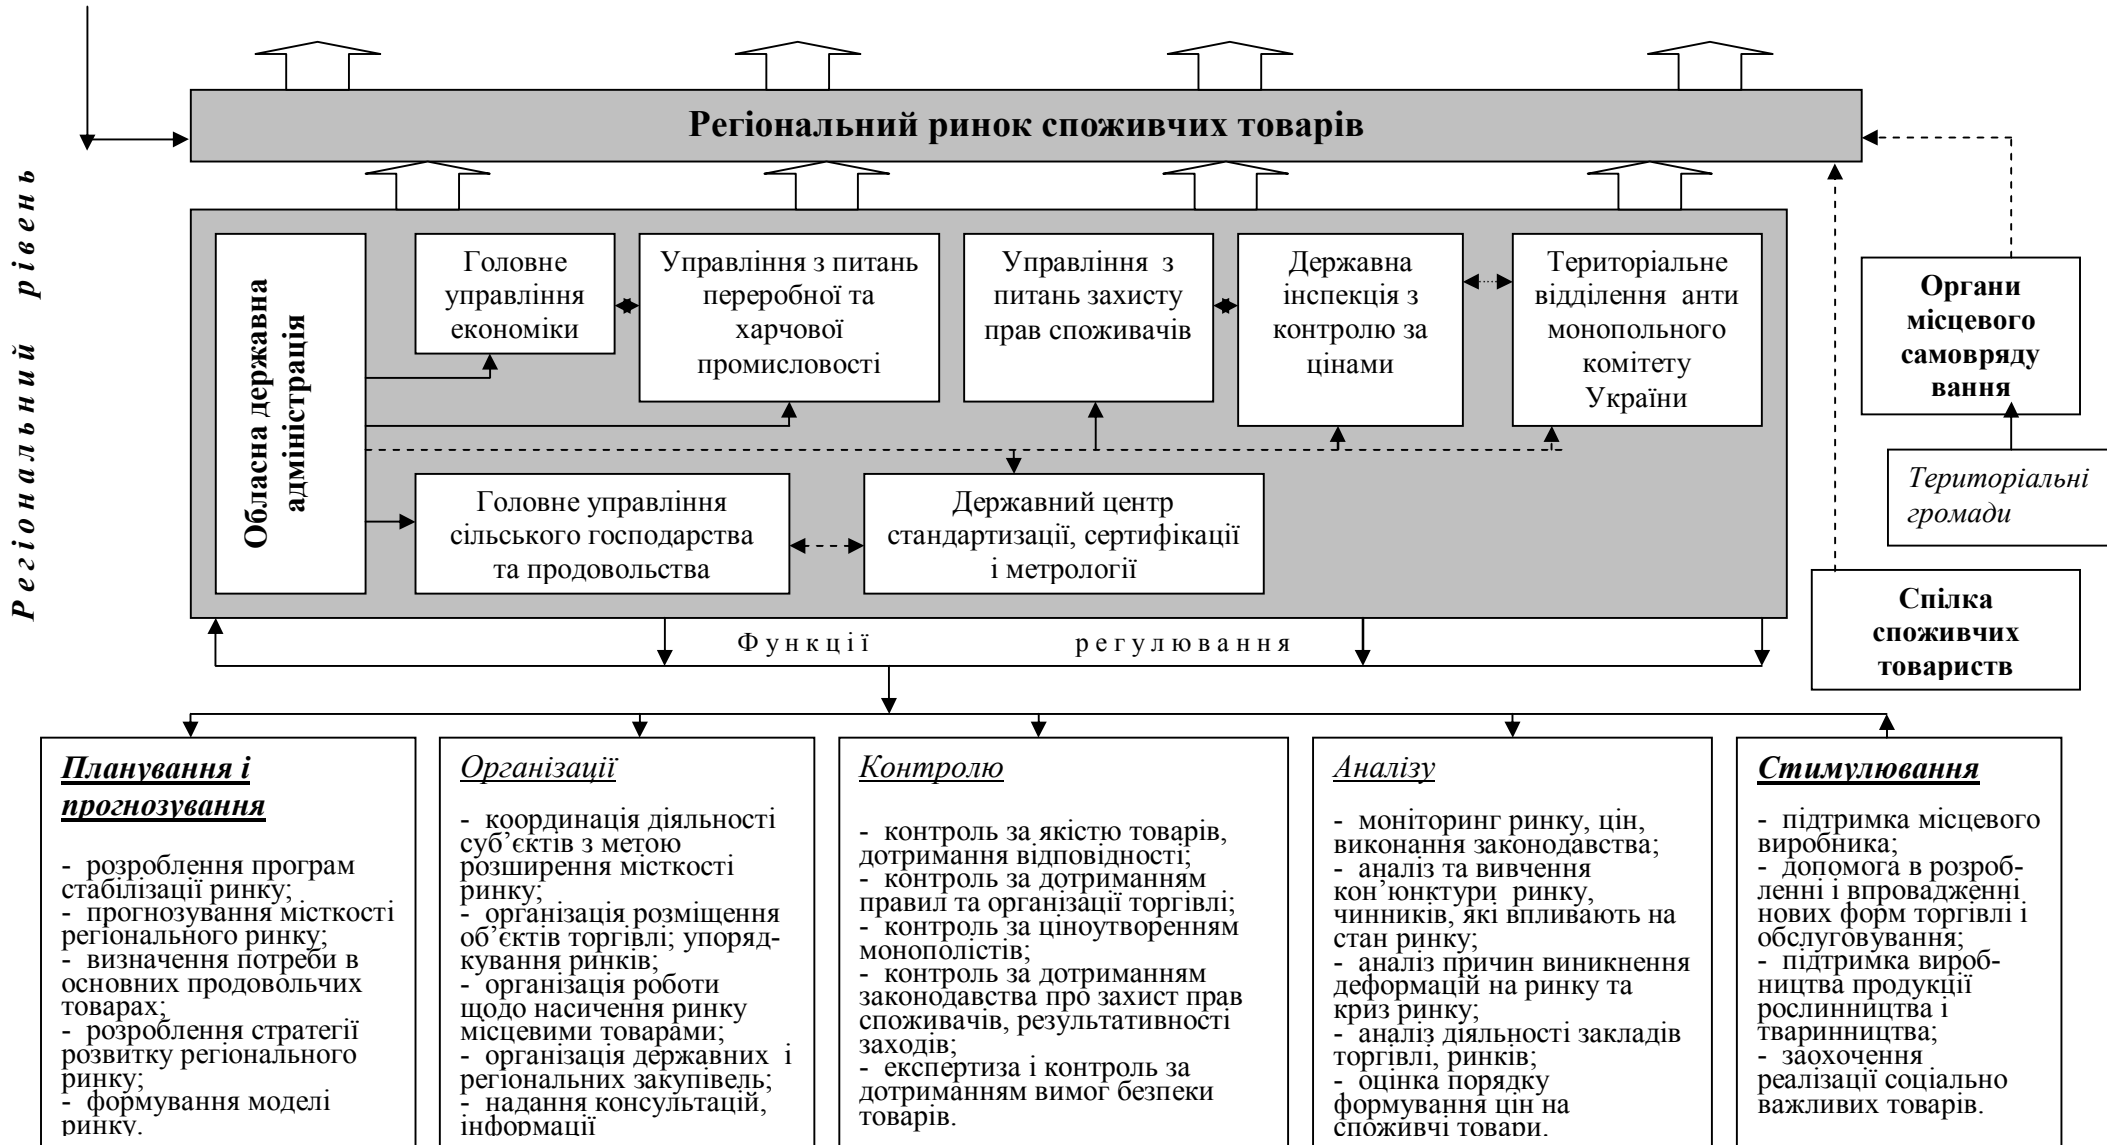 Регіональний рівень
Регіональний ринок споживчих товарів
Обласна державна
адміністрація
Головне
управління
економіки
Управління з питань
переробної та
харчової
промисловості
Управління  з
питань захисту
прав споживачів
Державна
інспекція з
контролю за
цінами
Територіальне
відділення  анти
монопольного
комітету
України
Органи
місцевого
самовряду
вання
Територіальні
громади
Головне управління
сільського господарства
та продовольства
Державний центр
стандартизації, сертифікації
і метрології
Спілка
споживчих
товариств
Функції регулювання
Планування і
прогнозування
-  розроблення програм
стабілізації ринку;
-  прогнозування місткості
регіонального ринку;
-  визначення потреби в
основних продовольчих
товарах;
-  розроблення стратегії
розвитку регіонального
ринку;
-  формування моделі
ринку.
Організації
-  координація діяльності
суб’єктів з метою
розширення місткості
ринку;
-  організація розміщення
об’єктів торгівлі; упоряд-
кування ринків;
-  організація роботи
щодо насичення ринку
місцевими товарами;
-  організація державних  і
регіональних закупівель;
-  надання консультацій,
інформації
Контролю
-  контроль за якістю товарів,
дотримання відповідності;
-  контроль за дотриманням
правил та організації торгівлі;
-  контроль за ціноутворенням
монополістів;
-  контроль за дотриманням
законодавства про захист прав
споживачів, результативності
заходів;
-  експертиза і контроль за
дотриманням вимог безпеки
товарів.
Аналізу
-  моніторинг ринку, цін,
виконання законодавства;
-  аналіз та вивчення
кон’юнктури  ринку,
чинників, які впливають на
стан ринку;
-  аналіз причин виникнення
деформацій на ринку та
криз ринку;
-  аналіз діяльності закладів
торгівлі, ринків;
-  оцінка порядку
формування цін на
споживчі товари.
Стимулювання
-  підтримка місцевого
виробника;
-  допомога в розроб-
ленні і впровадженні
нових форм торгівлі і
обслуговування;
-  підтримка вироб-
ництва продукції
рослинництва і
тваринництва;
-  заохочення
реалізації соціально
важливих товарів.